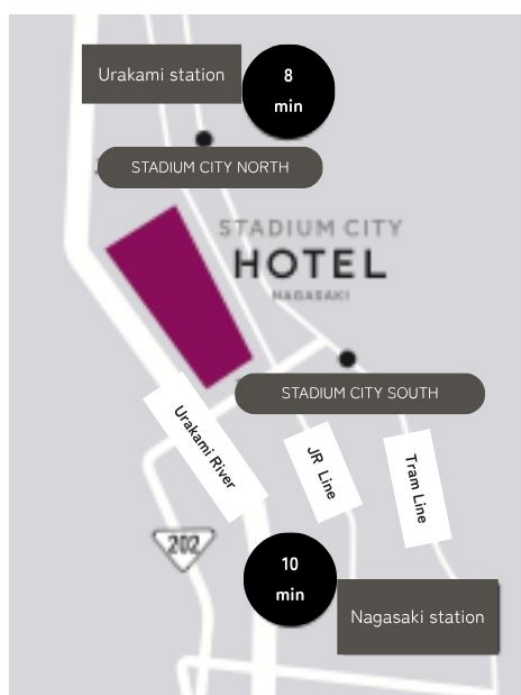 Urakami station
8
min
STADIUM CITY NORTH
STADIUM CITY
HOTEL
NAGASAKI
STADIUM CITY SOUTH
Urakami River
JR Line
Tram Line
202
10
min
Nagasaki station